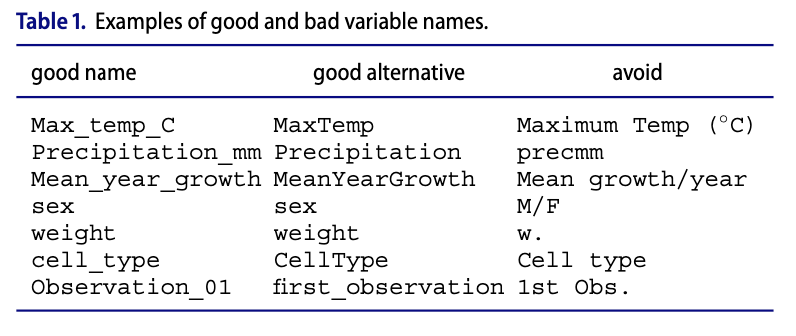 Table 1. Examples of good and bad variable names.
good name good alternative avoid
Max_temp_C MaxTemp Maximum Temp (°C)
Precipitation_mm Precipitation precmm
Mean_year_growth MeanYearGrowth Mean growth/year
sex sex M/F
weight weight w.
cell_type CellType Cell type
Observation_01 first_observation 1st Obs.